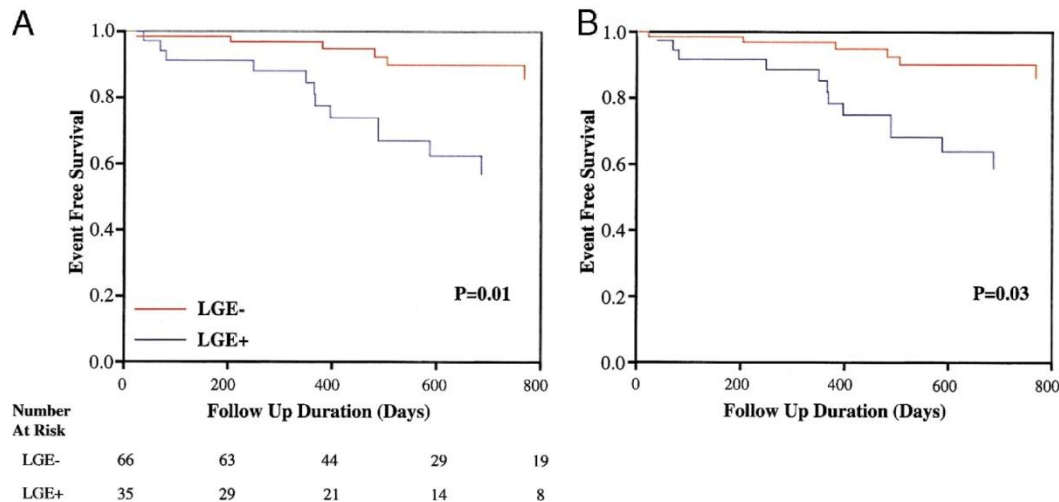 A
Event Free Survival
1.0
0.8
0.6
0.4
0.2
0.0
P=0.01
LGE-
LGE+
0 200 400 600 800
Follow Up Duration (Days)
Number
At Risk
LGE- 66 63 44 29 19
LGE+ 35 29 21 14 8
B
Event Free Survival
1.0
0.8
0.6
0.4
0.2
0.0
P=0.03
0 200 400 600 800
Follow Up Duration (Days)